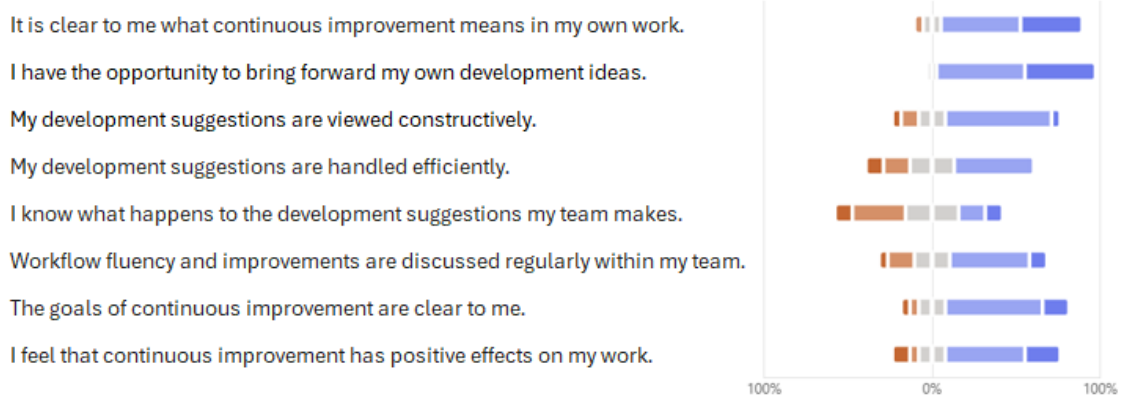 It is clear to me what continuous improvement means in my own work.
I have the opportunity to bring forward my own development ideas.
My development suggestions are viewed constructively.
My development suggestions are handled efficiently.
I know what happens to the development suggestions my team makes.
Workflow fluency and improvements are discussed regularly within my team.
The goals of continuous improvement are clear to me.
I feel that continuous improvement has positive effects on my work.
100% 0% 100%